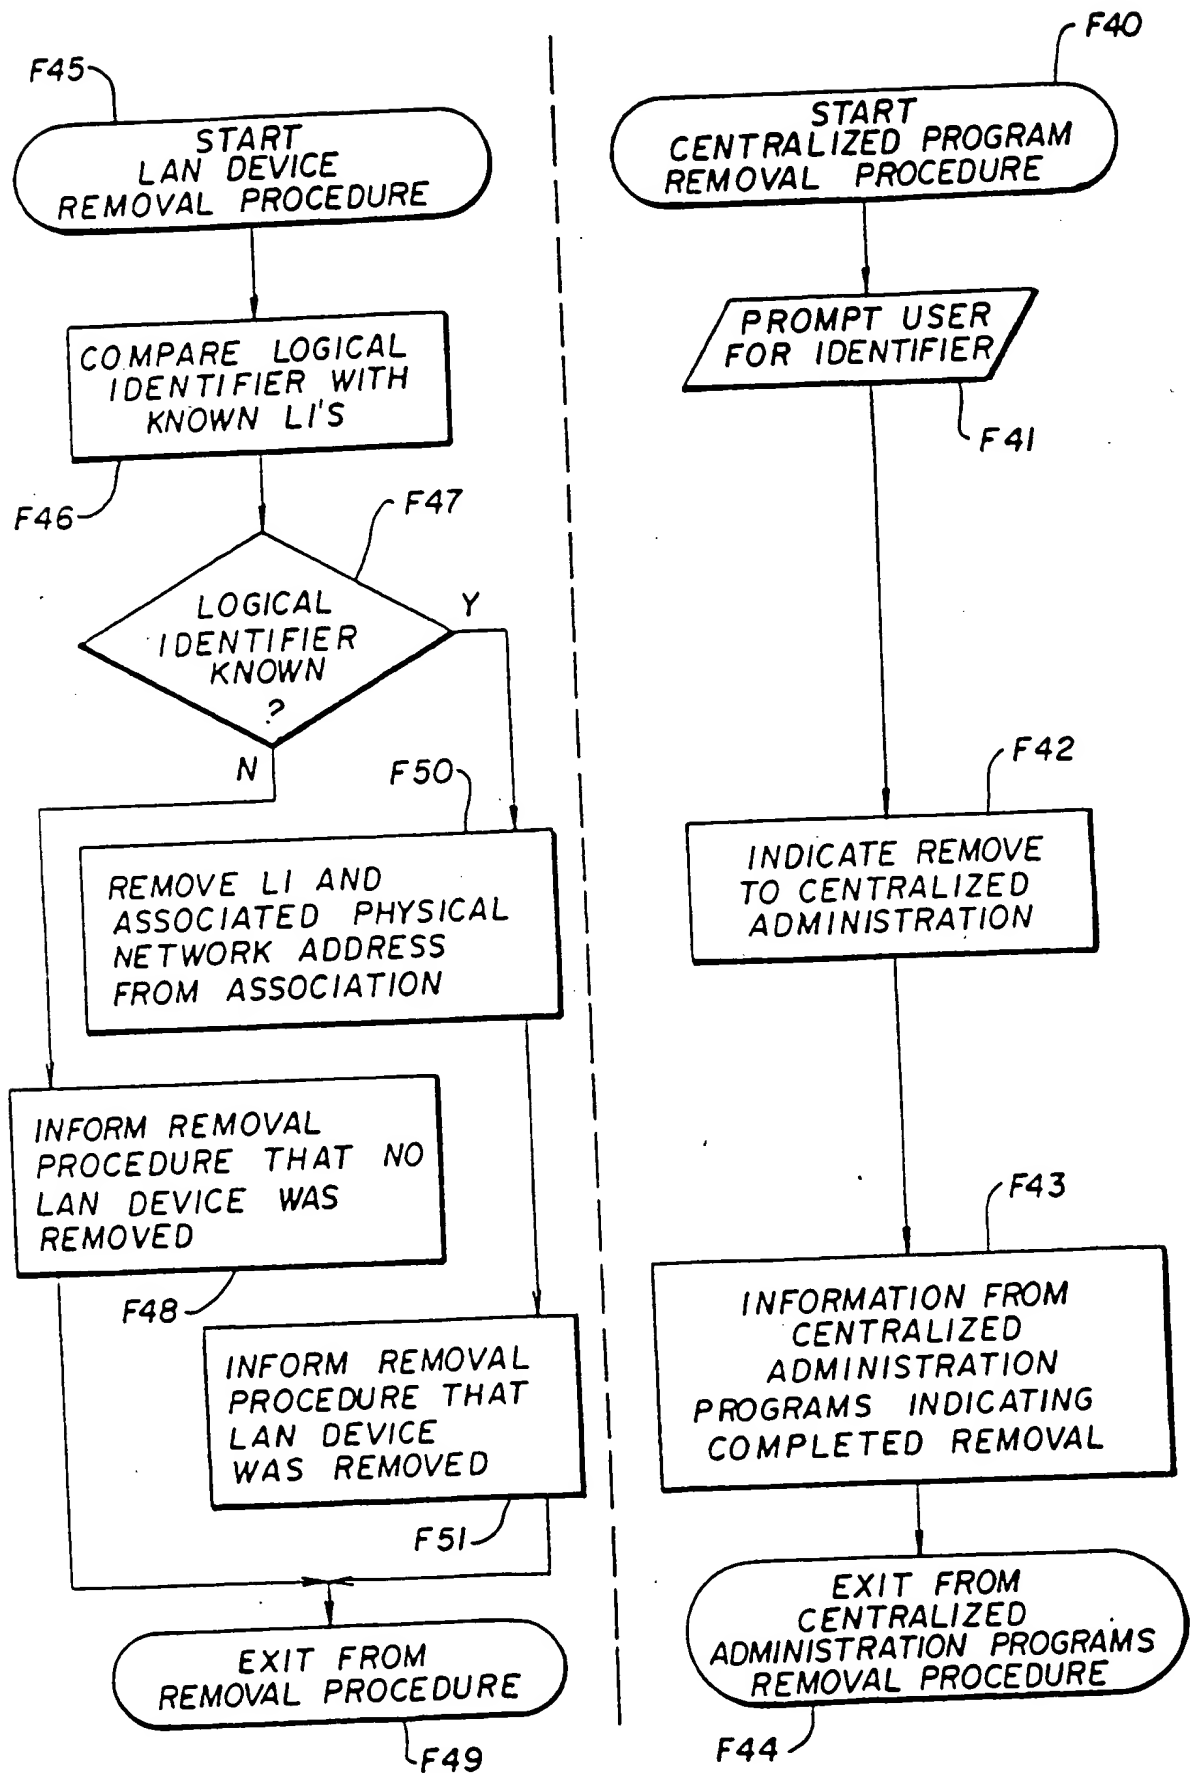 F45
START
LAN DEVICE
REMOVAL PROCEDURE
COMPARE LOGICAL
IDENTIFIER WITH
KNOWN LI'S
F46
F47
LOGICAL
IDENTIFIER
KNOWN
?
Y
N
F50
REMOVE LI AND
ASSOCIATED PHYSICAL
NETWORK ADDRESS
FROM ASSOCIATION
INFORM REMOVAL
PROCEDURE THAT NO
LAN DEVICE WAS
REMOVED
F48
INFORM REMOVAL
PROCEDURE THAT
LAN DEVICE
WAS REMOVED
F51
EXIT FROM
REMOVAL PROCEDURE
F49
F40
START
CENTRALIZED PROGRAM
REMOVAL PROCEDURE
PROMPT USER
FOR IDENTIFIER
F41
F42
INDICATE REMOVE
TO CENTRALIZED
ADMINISTRATION
F43
INFORMATION FROM
CENTRALIZED
ADMINISTRATION
PROGRAMS INDICATING
COMPLETED REMOVAL
EXIT FROM
CENTRALIZED
ADMINISTRATION PROGRAMS
REMOVAL PROCEDURE
F44